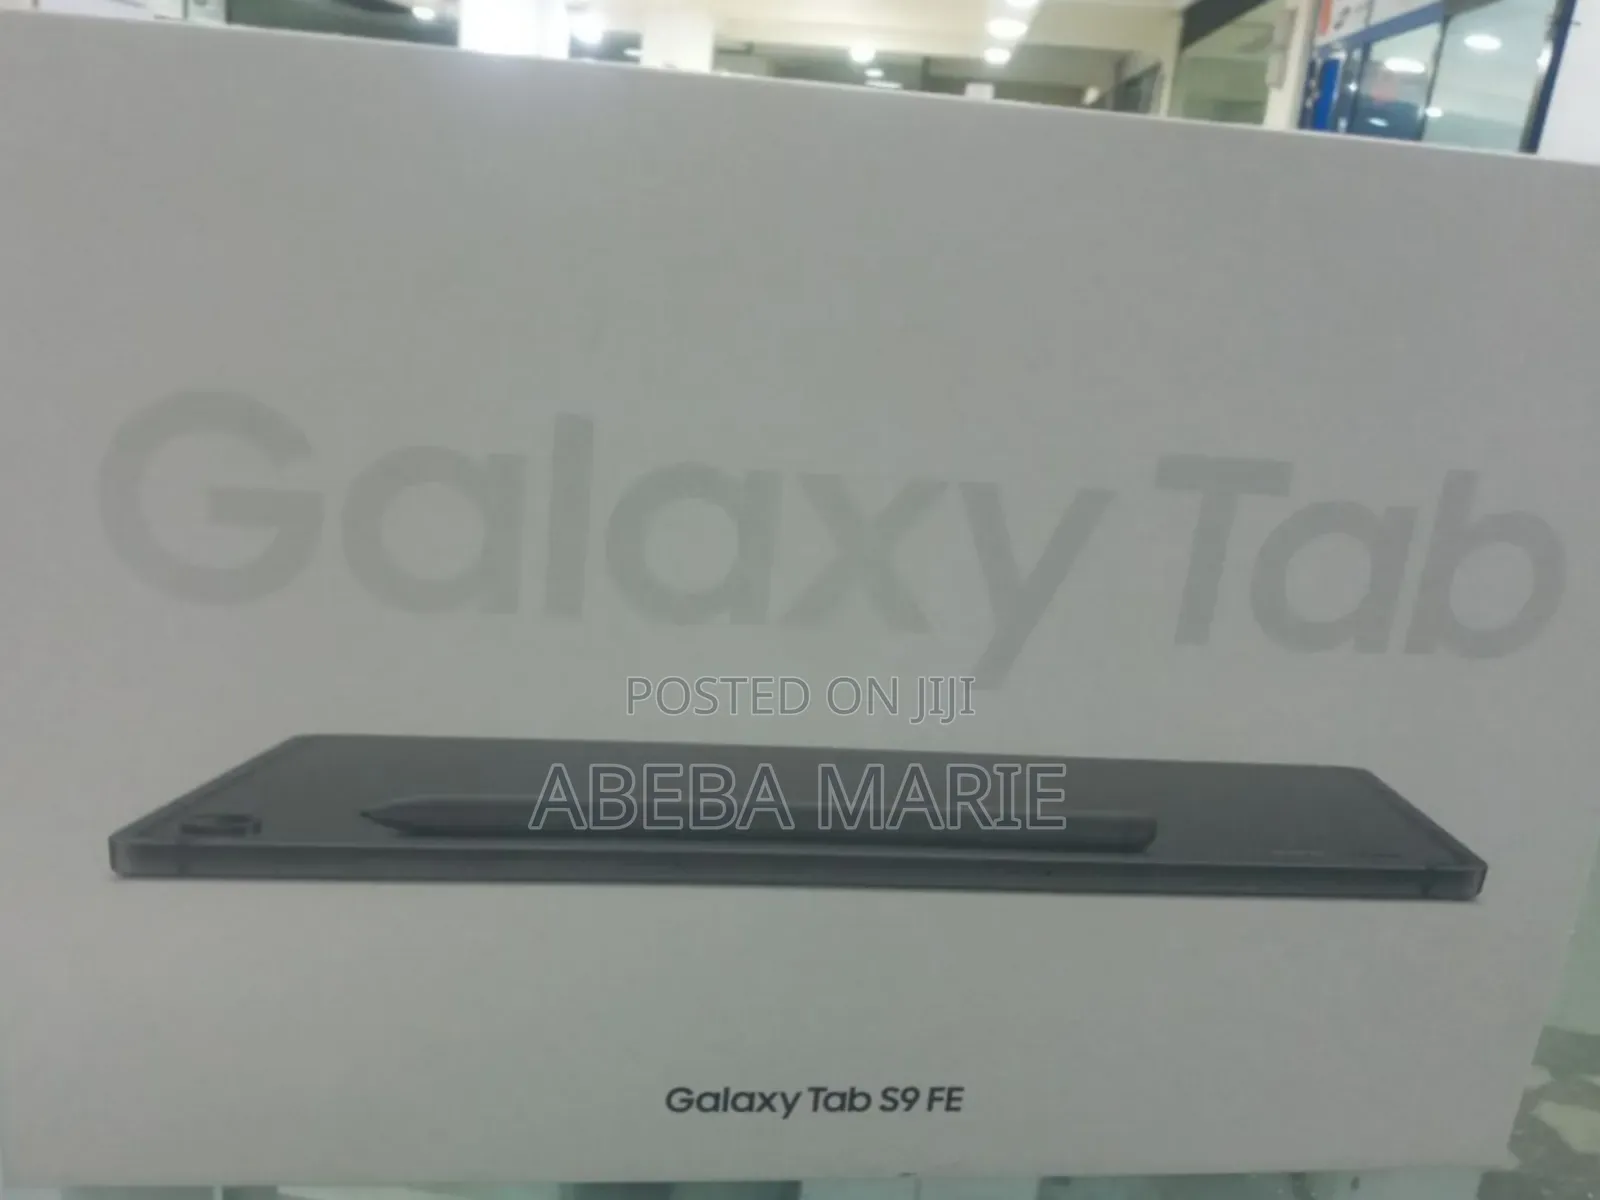 Galaxy Tab
POSTED ON JIJI
ABEBA MARIE
Galaxy Tab S9 FE